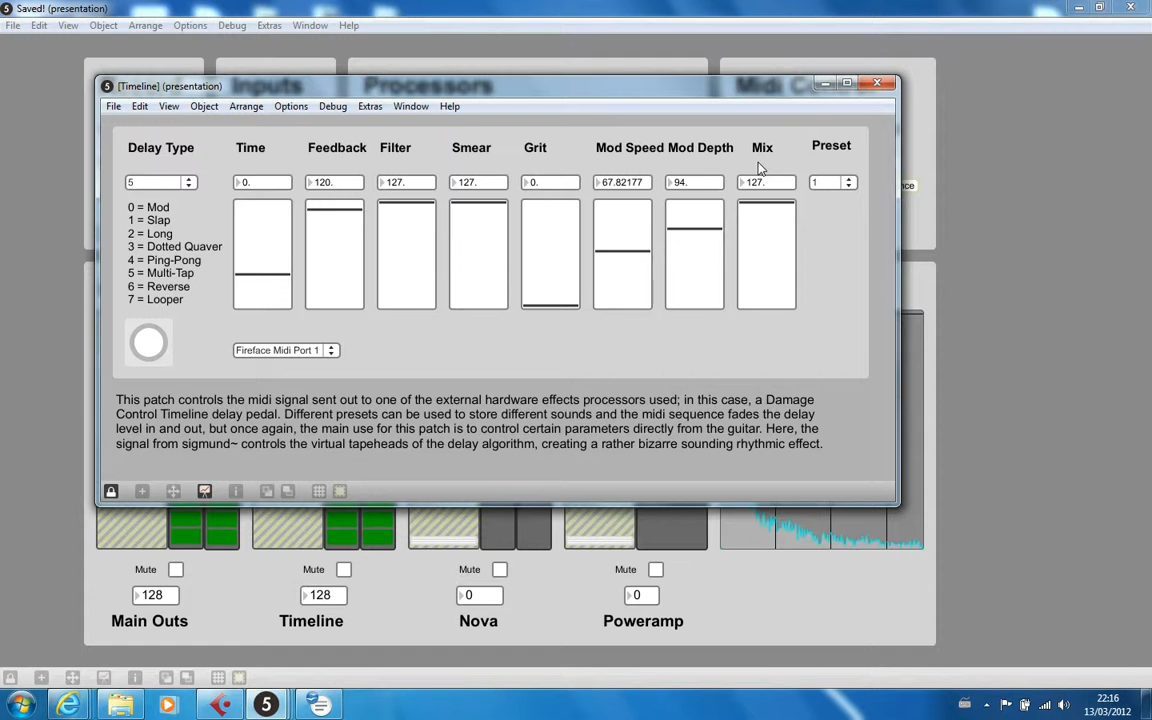 Saved! (presentation)
File Edit View Object Arrange Options Debug Extras Window Help
Inputs Processors Midi Co
[Timeline] (presentation)
File Edit View Object Arrange Options Debug Extras Window Help
Delay Type Time Feedback Filter Smear Grit Mod Speed Mod Depth Mix Preset
5 0. 120. 127. 127. 0. 67.82177 94. 127. 1
0 = Mod
1 = Slap
2 = Long
3 = Dotted Quaver
4 = Ping-Pong
5 = Multi-Tap
6 = Reverse
7 = Looper
Fireface Midi Port 1
This patch controls the midi signal sent out to one of the external hardware effects processors used; in this case, a Damage
Control Timeline delay pedal. Different presets can be used to store different sounds and the midi sequence fades the delay
level in and out, but once again, the main use for this patch is to control certain parameters directly from the guitar. Here, the
signal from sigmund~ controls the virtual tapeheads of the delay algorithm, creating a rather bizarre sounding rhythmic effect.
Mute Mute Mute Mute
128 128 0 0
Main Outs Timeline Nova Poweramp
22:16
13/03/2012